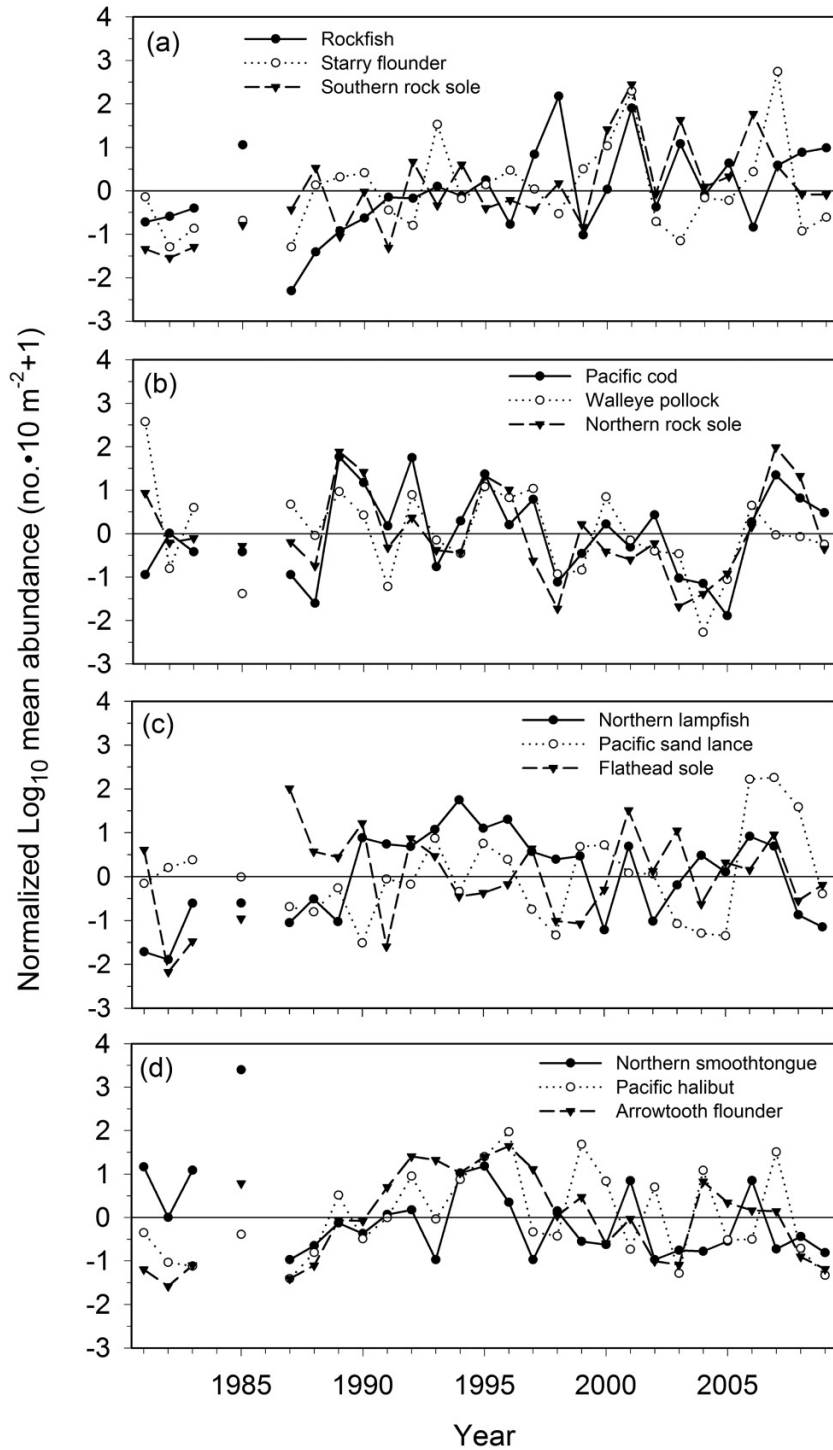 (a)
Rockfish
Starry flounder
Southern rock sole
4
3
2
1
0
-1
-2
-3
(b)
Pacific cod
Walleye pollock
Northern rock sole
4
3
2
1
0
-1
-2
-3
(c)
Northern lampfish
Pacific sand lance
Flathead sole
4
3
2
1
0
-1
-2
-3
(d)
Northern smoothtongue
Pacific halibut
Arrowtooth flounder
4
3
2
1
0
-1
-2
-3
Normalized Log₁₀ mean abundance (no.•10 m⁻²+1)
1985 1990 1995 2000 2005
Year